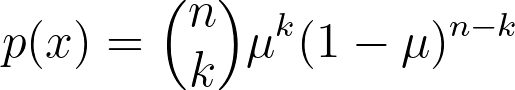 $p(x) = \binom{n}{k} \mu^k (1 - \mu)^{n-k}$